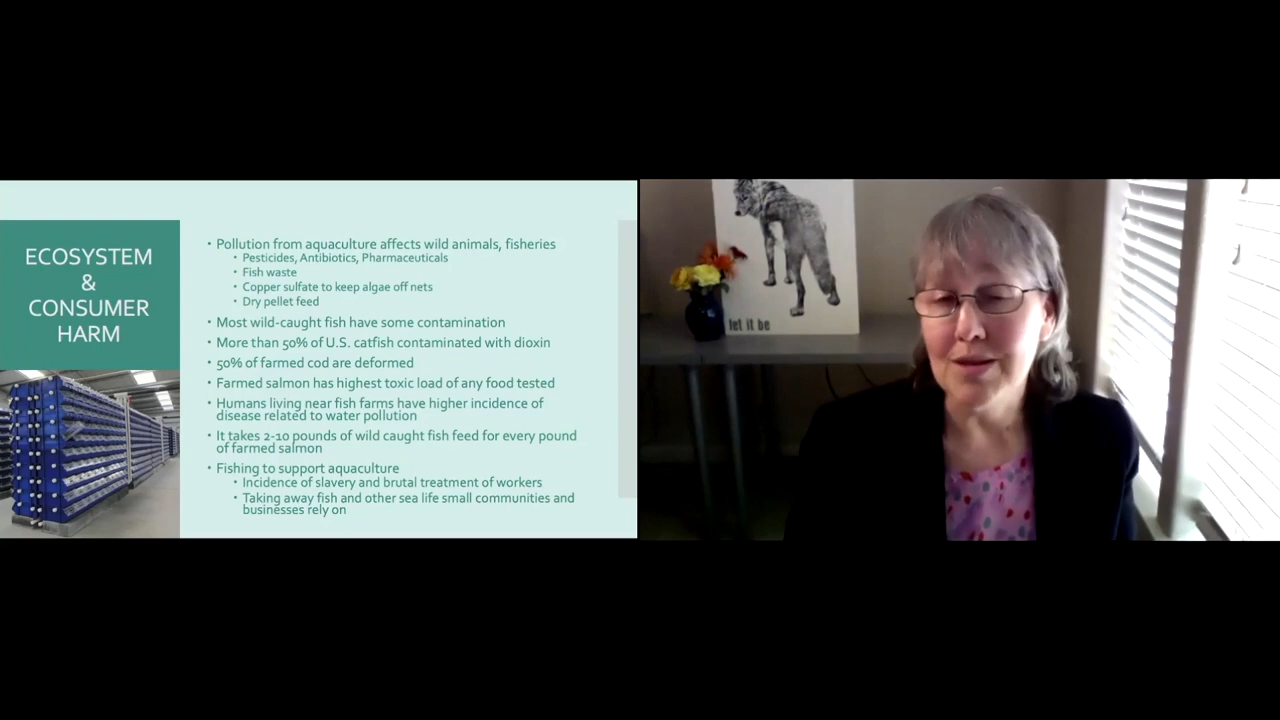 ECOSYSTEM
&
CONSUMER
HARM
• Pollution from aquaculture affects wild animals, fisheries
• Pesticides, Antibiotics, Pharmaceuticals
• Fish waste
• Copper sulfate to keep algae off nets
• Dry pellet feed
• Most wild-caught fish have some contamination
• More than 50% of U.S. catfish contaminated with dioxin
• 50% of farmed cod are deformed
• Farmed salmon has highest toxic load of any food tested
• Humans living near fish farms have higher incidence of
disease related to water pollution
• It takes 2-10 pounds of wild caught fish feed for every pound
of farmed salmon
• Fishing to support aquaculture
• Incidence of slavery and brutal treatment of workers
• Taking away fish and other sea life small communities and
businesses rely on
let it be